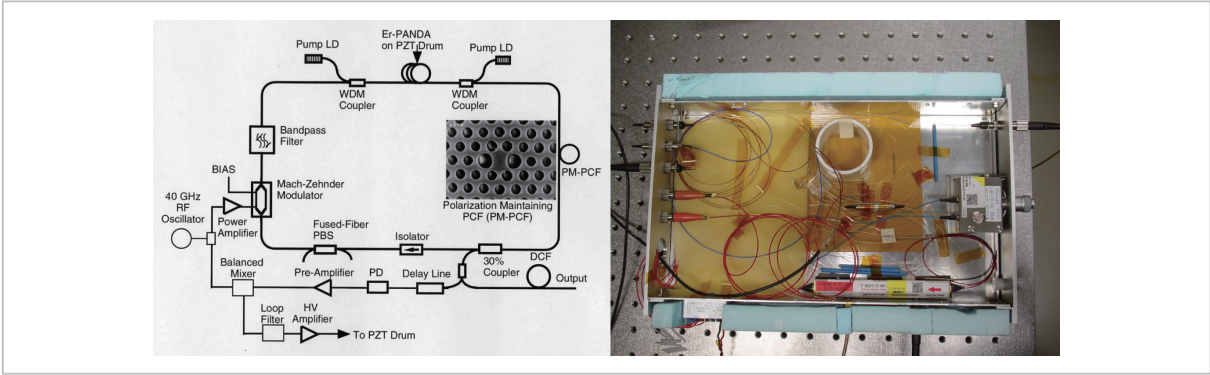 Er-PANDA
on PZT Drum
Pump LD
Pump LD
WDM
Coupler
WDM
Coupler
Bandpass
Filter
BIAS
Mach-Zehnder
Modulator
40 GHz
RF
Oscillator
Power
Amplifier
PM-PCF
Polarization Maintaining
PCF (PM-PCF)
Fused-Fiber
PBS
Isolator
30%
Coupler
DCF
Output
Balanced
Mixer
Pre-Amplifier
PD
Delay Line
Loop
Filter
HV
Amplifier
To PZT Drum